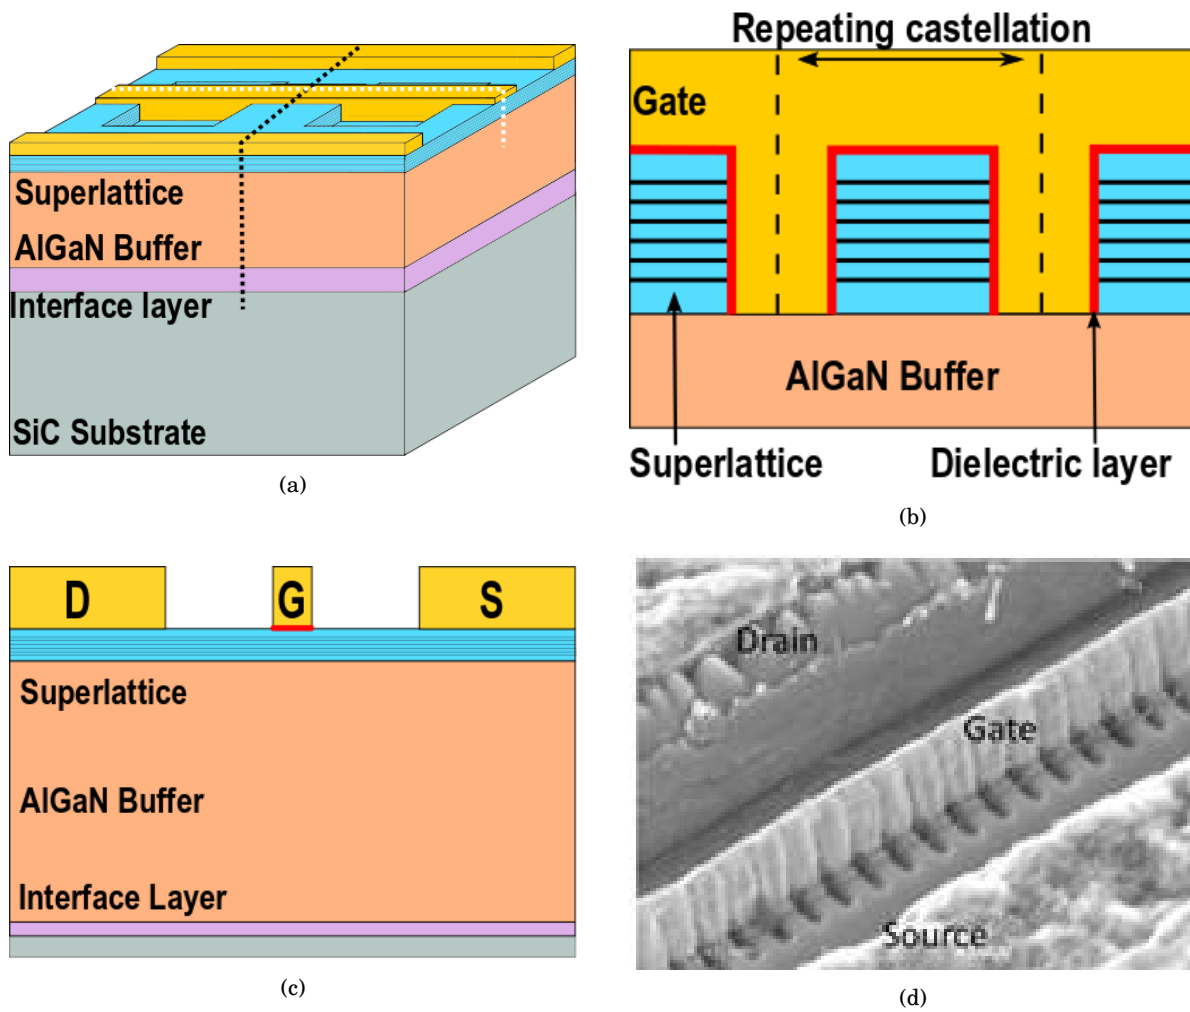 Superlattice
AlGaN Buffer
Interface layer
SiC Substrate
(a)
Repeating castellation
Gate
AlGaN Buffer
Superlattice
Dielectric layer
(b)
D
G
S
Superlattice
AlGaN Buffer
Interface Layer
(c)
Drain
Gate
Source
(d)